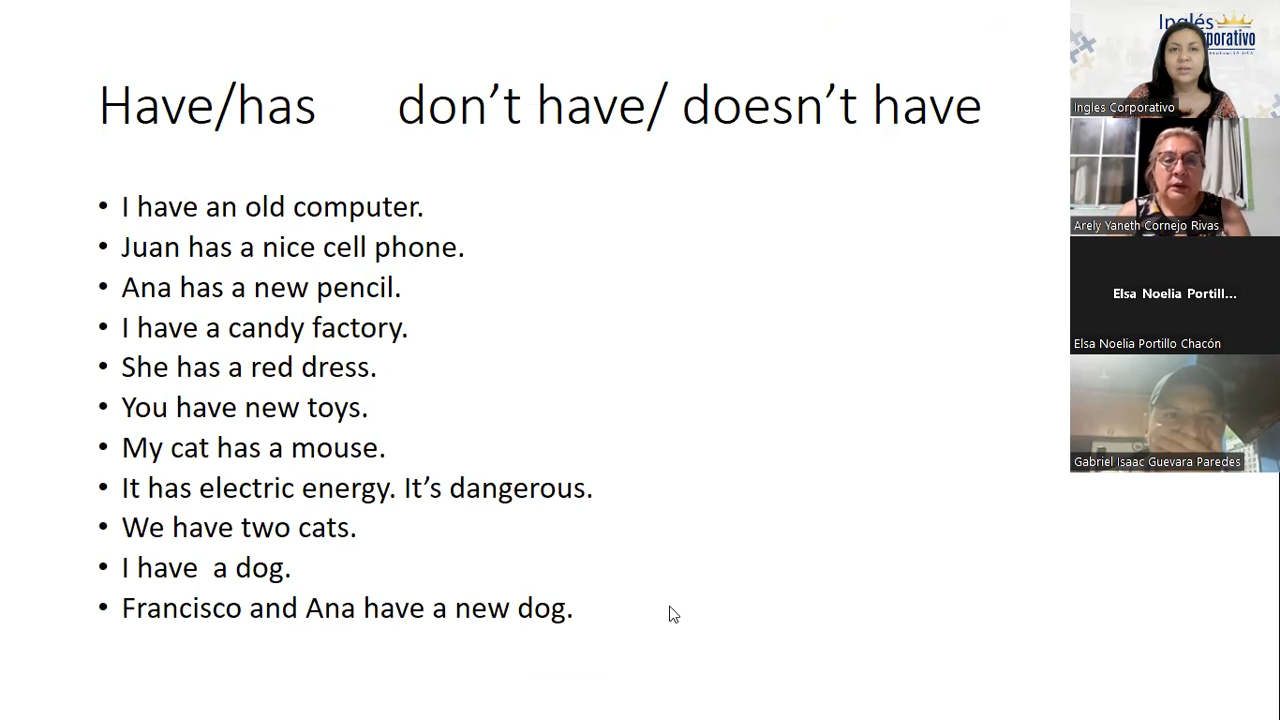 Have/has don't have/ doesn't have
• I have an old computer.
• Juan has a nice cell phone.
• Ana has a new pencil.
• I have a candy factory.
• She has a red dress.
• You have new toys.
• My cat has a mouse.
• It has electric energy. It's dangerous.
• We have two cats.
• I have  a dog.
• Francisco and Ana have a new dog.
Inglés
Ingles Corporativo
Arely Yaneth Cornejo Rivas
Elsa Noelia Portill...
Elsa Noelia Portillo Chacón
Gabriel Isaac Guevara Paredes